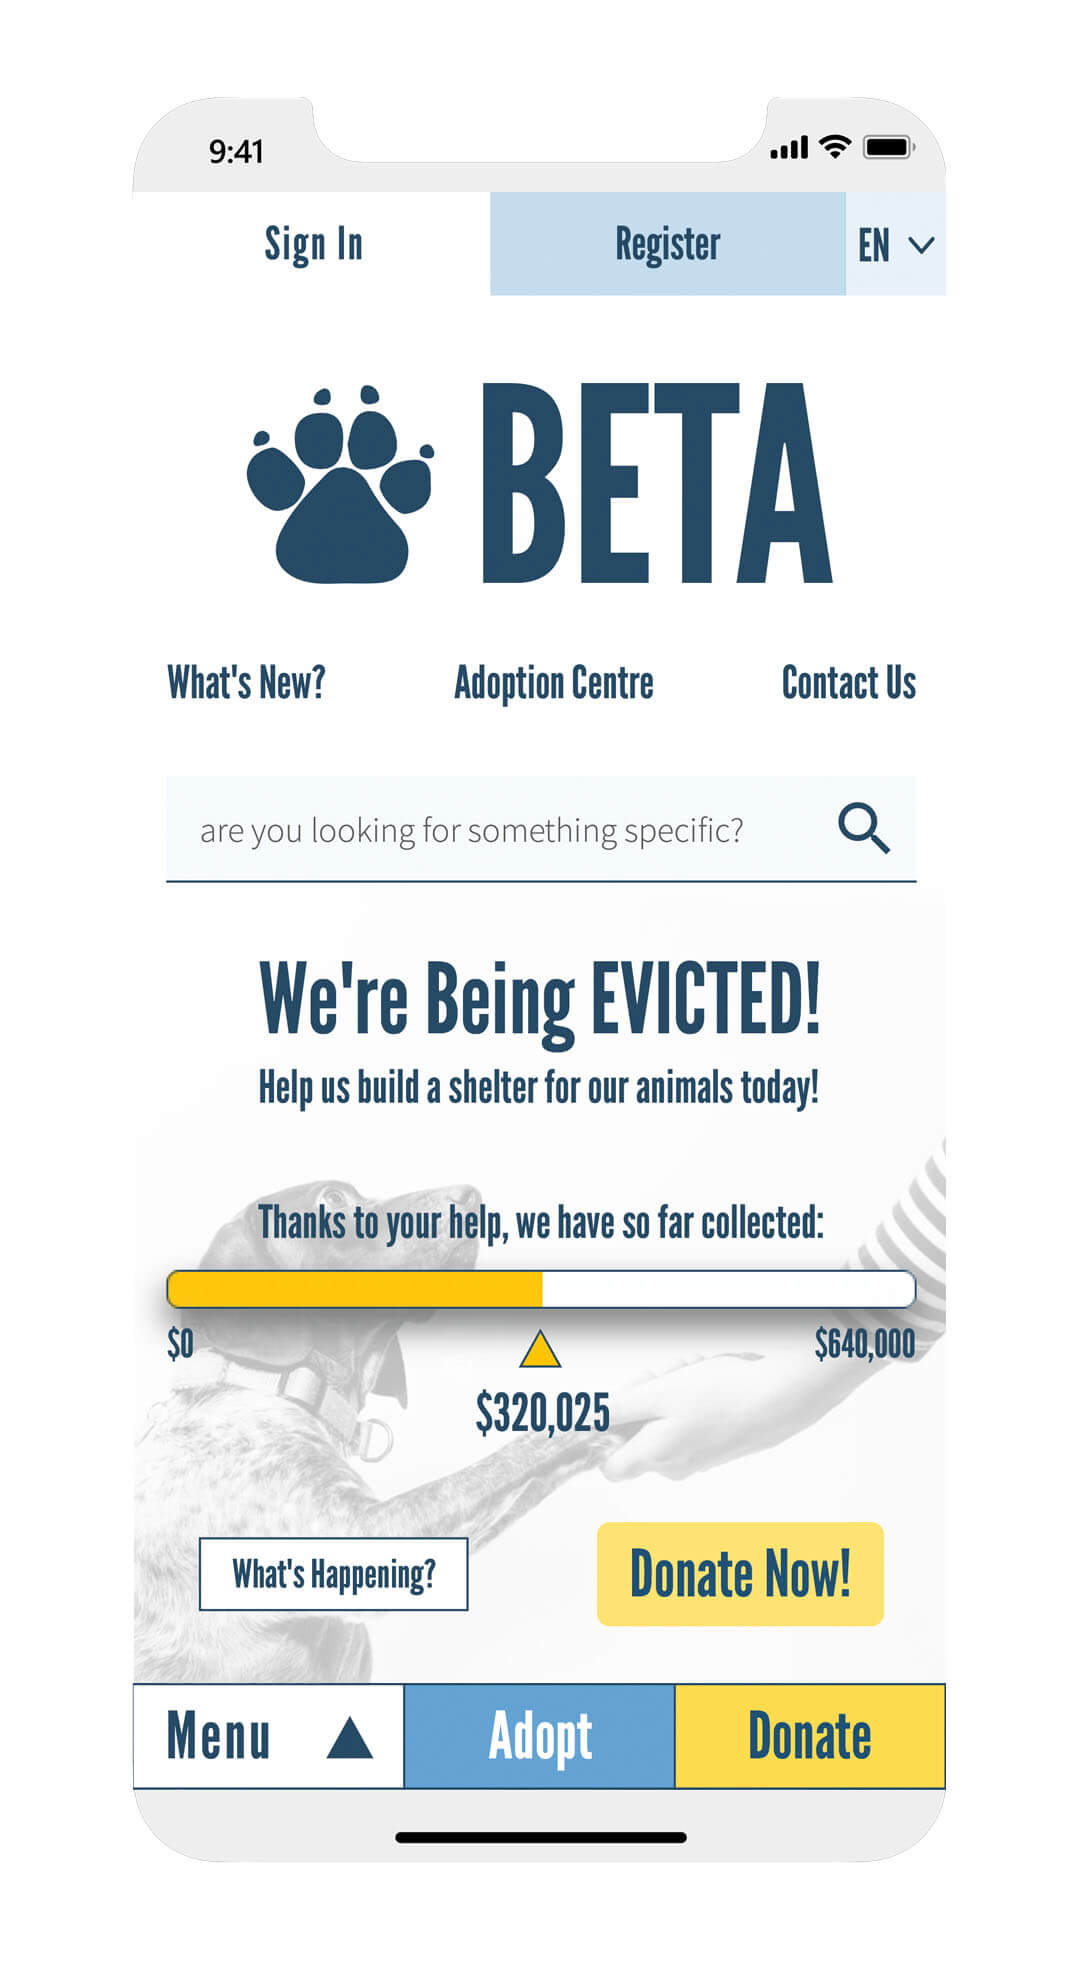 9:41
Sign In
Register
EN
BETA
What's New?
Adoption Centre
Contact Us
are you looking for something specific?
We're Being EVICTED!
Help us build a shelter for our animals today!
Thanks to your help, we have so far collected:
$0
$640,000
$320,025
What's Happening?
Donate Now!
Menu
Adopt
Donate